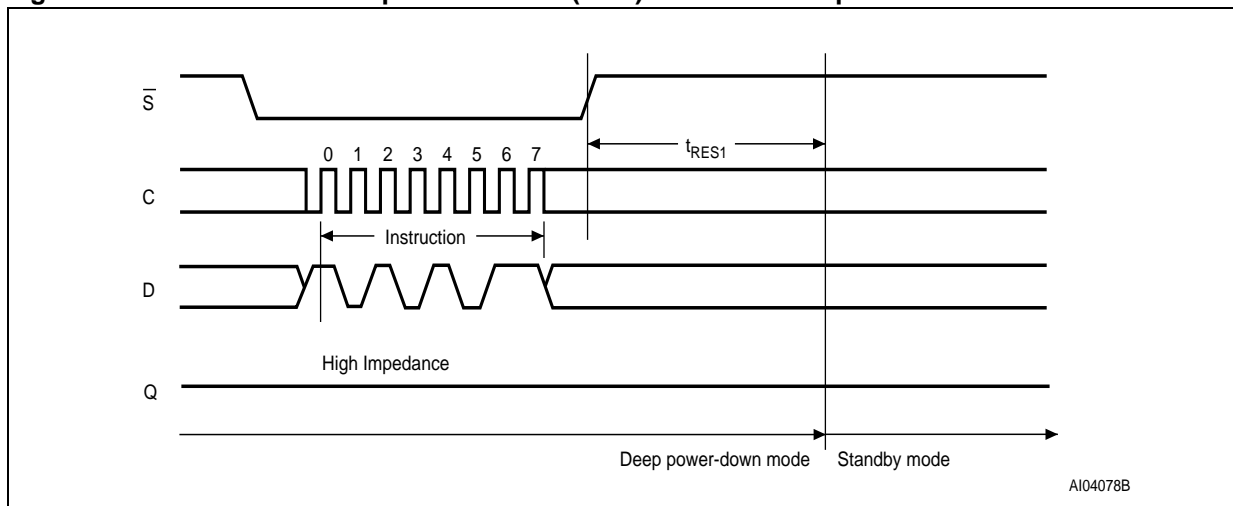 S
tRES1
0 1 2 3 4 5 6 7
C
Instruction
D
High Impedance
Q
Deep power-down mode Standby mode
AI04078B